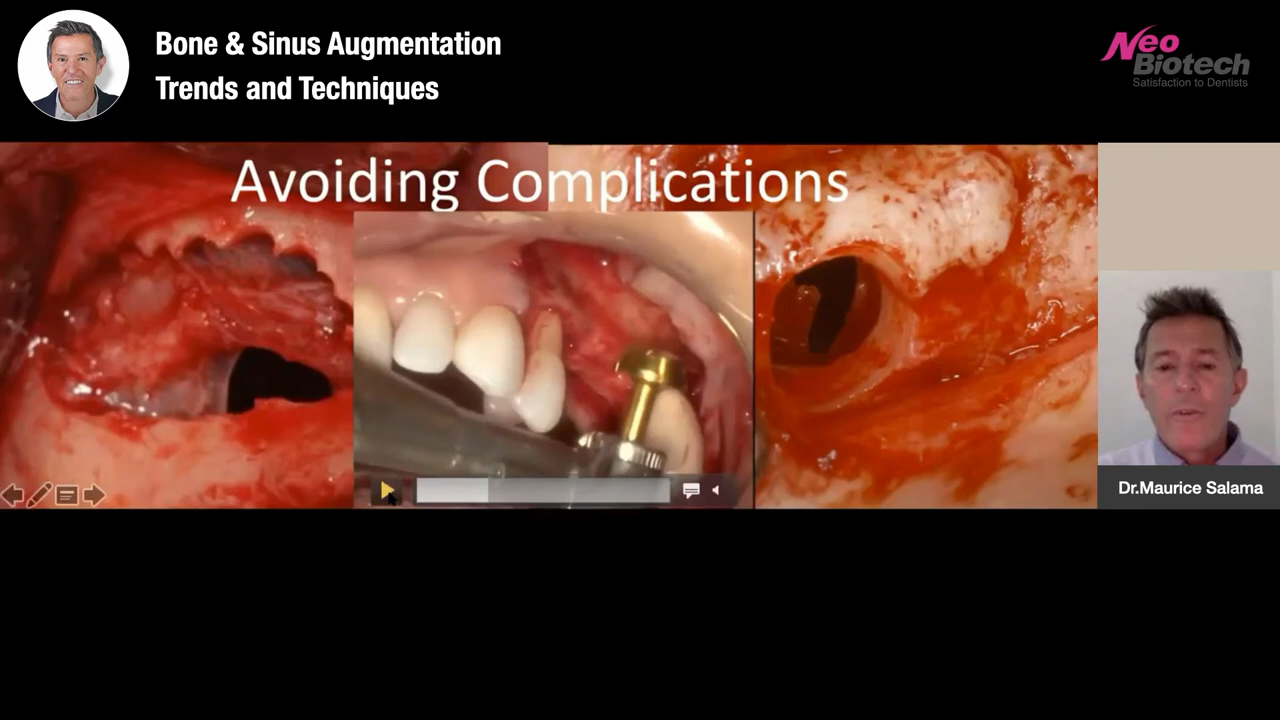 Bone & Sinus Augmentation
Trends and Techniques
Neo
Biotech
Satisfaction to Dentists
Avoiding Complications
Dr.Maurice Salama